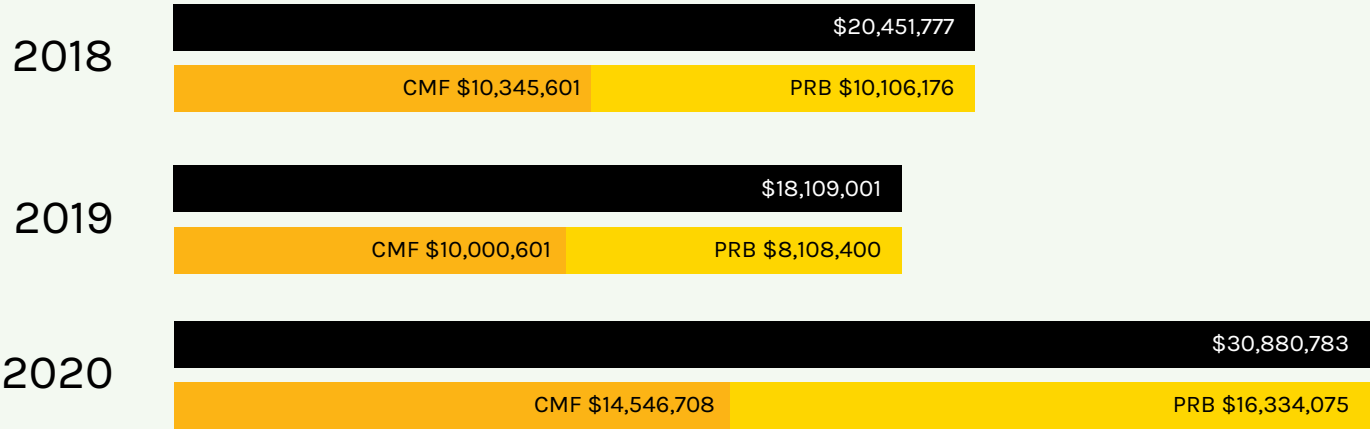 2018
$20,451,777
CMF $10,345,601
PRB $10,106,176
2019
$18,109,001
CMF $10,000,601
PRB $8,108,400
2020
$30,880,783
CMF $14,546,708
PRB $16,334,075